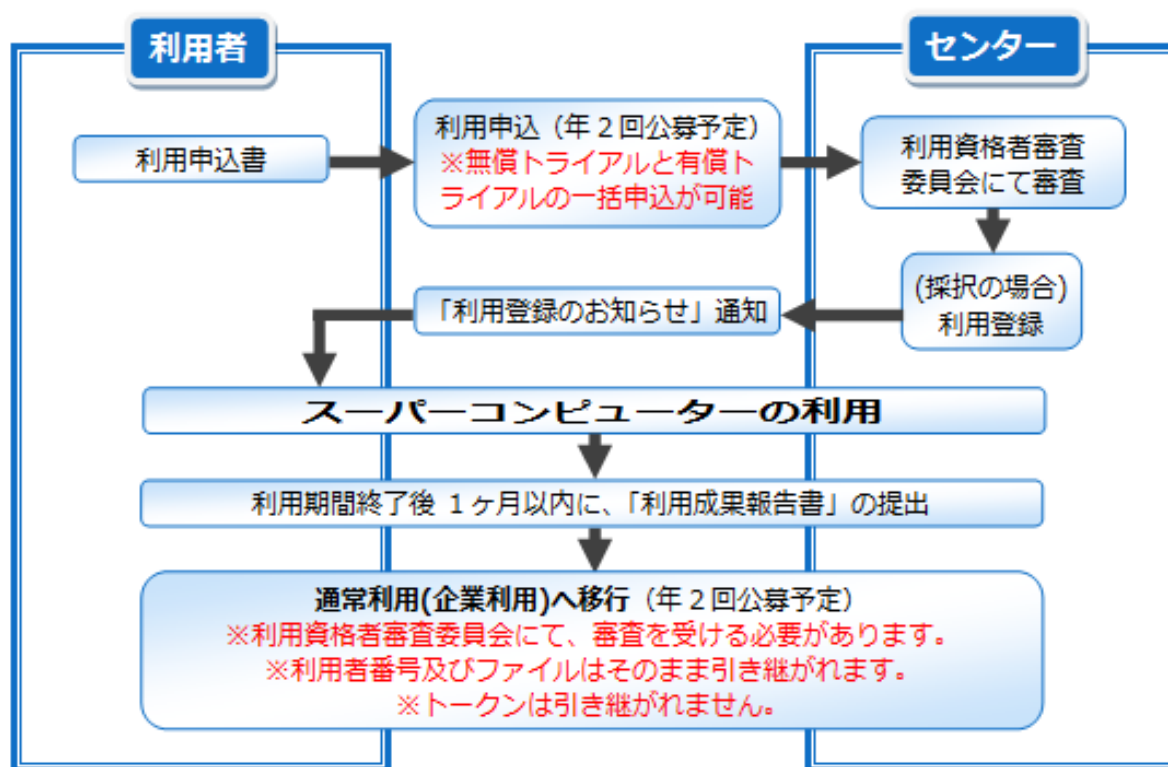 利用者
センター
利用申込書
利用申込（年２回公募予定）
※無償トライアルと有償ト
ライアルの一括申込が可能
利用資格者審査
委員会にて審査
(採択の場合)
利用登録
「利用登録のお知らせ」通知
スーパーコンピューターの利用
利用期間終了後 １ヶ月以内に、「利用成果報告書」の提出
通常利用(企業利用)へ移行（年２回公募予定）
※利用資格者審査委員会にて、審査を受ける必要があります。
※利用者番号及びファイルはそのまま引き継がれます。
※トークンは引き継がれません。